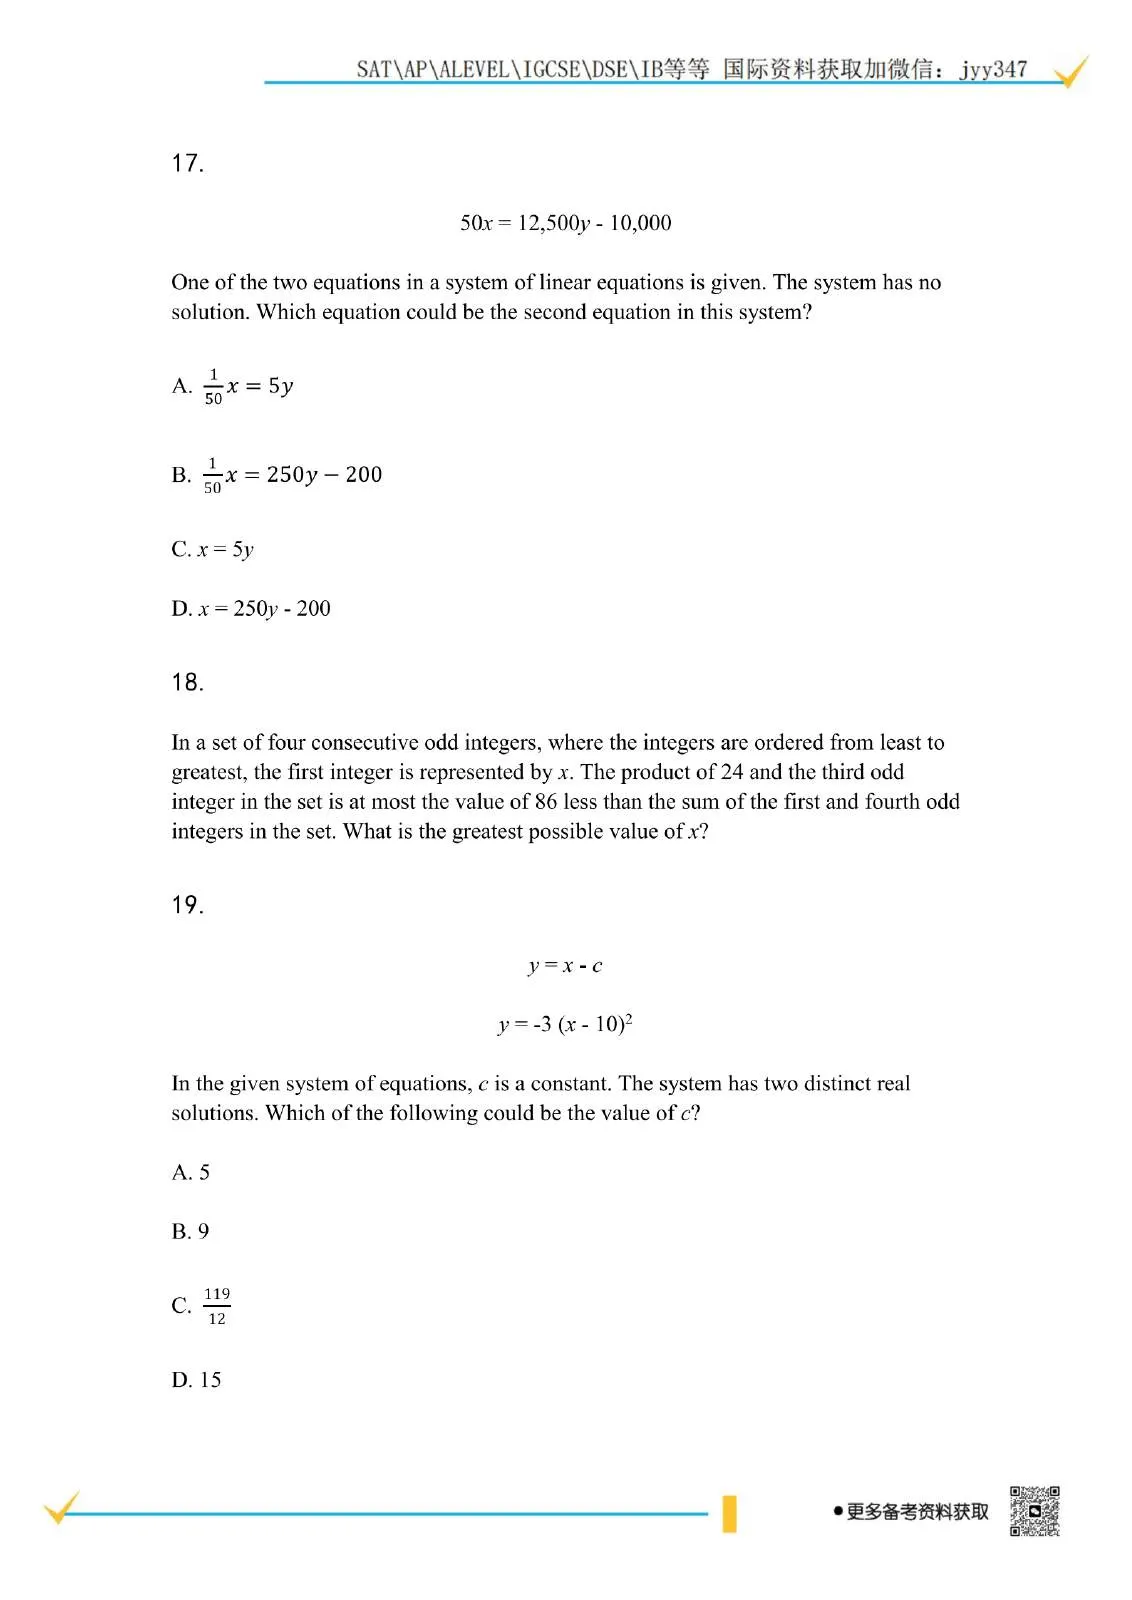 SAT\AP\ALEVEL\IGCSE\DSE\IB等等 国际资料获取加微信：jyy347
17.
50x = 12,500y - 10,000
One of the two equations in a system of linear equations is given. The system has no
solution. Which equation could be the second equation in this system?
A. 1/50 x = 5y
B. 1/50 x = 250y − 200
C. x = 5y
D. x = 250y - 200
18.
In a set of four consecutive odd integers, where the integers are ordered from least to
greatest, the first integer is represented by x. The product of 24 and the third odd
integer in the set is at most the value of 86 less than the sum of the first and fourth odd
integers in the set. What is the greatest possible value of x?
19.
y = x - c
y = -3 (x - 10)²
In the given system of equations, c is a constant. The system has two distinct real
solutions. Which of the following could be the value of c?
A. 5
B. 9
C. 119/12
D. 15
●更多备考资料获取